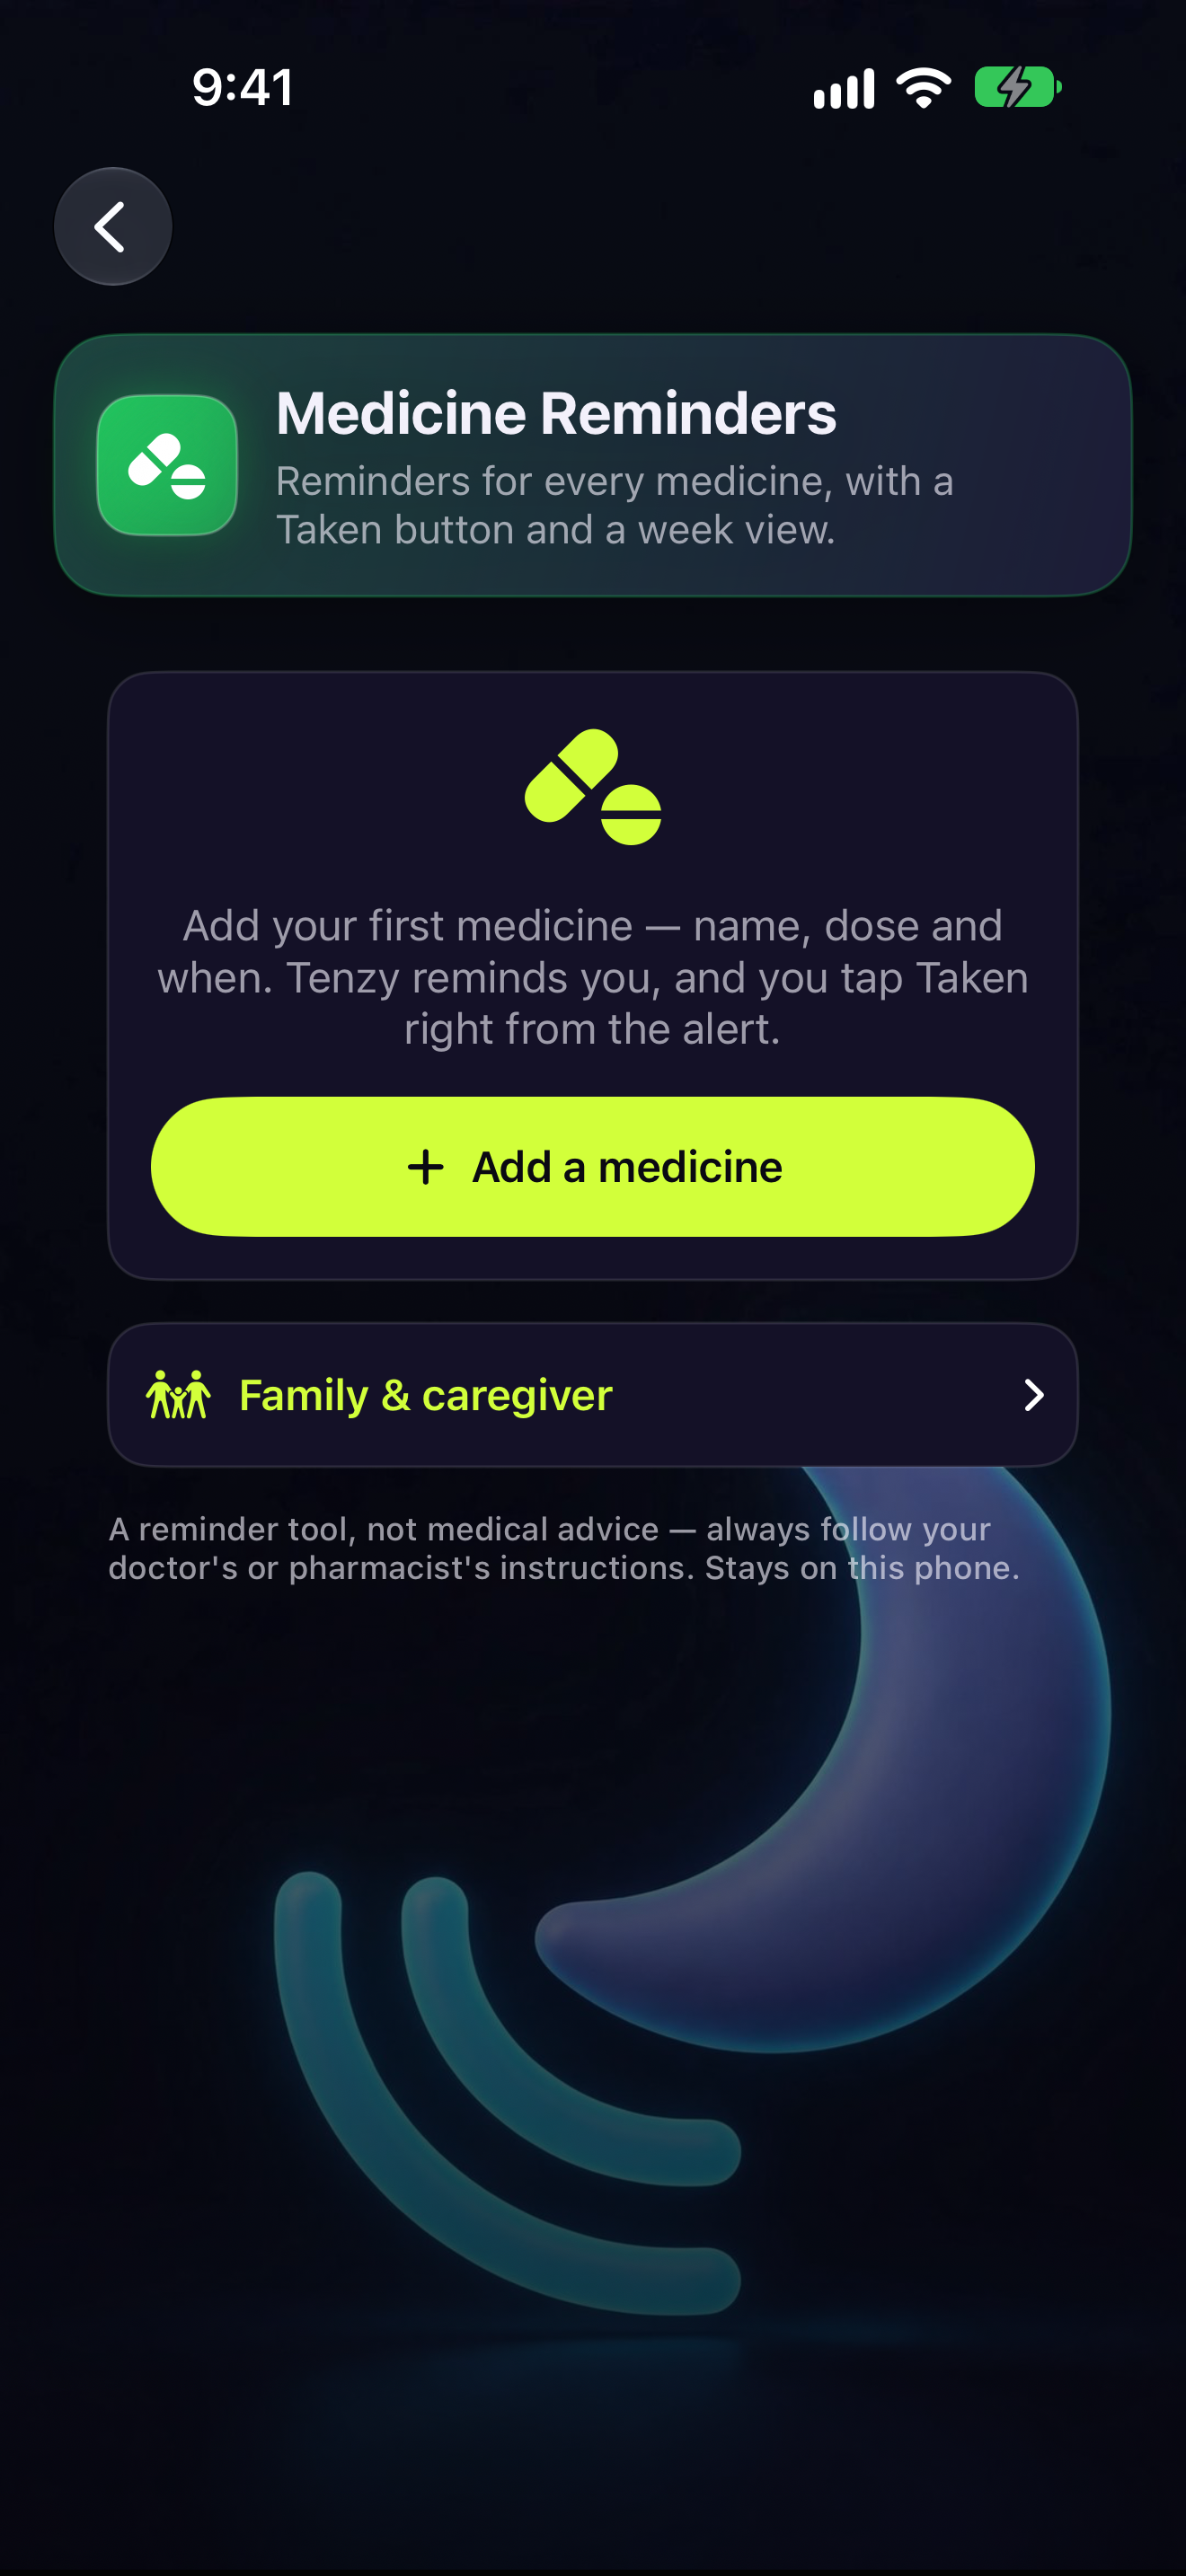 9:41
Medicine Reminders
Reminders for every medicine, with a
Taken button and a week view.
Add your first medicine — name, dose and
when. Tenzy reminds you, and you tap Taken
right from the alert.
+ Add a medicine
Family & caregiver
A reminder tool, not medical advice — always follow your
doctor's or pharmacist's instructions. Stays on this phone.